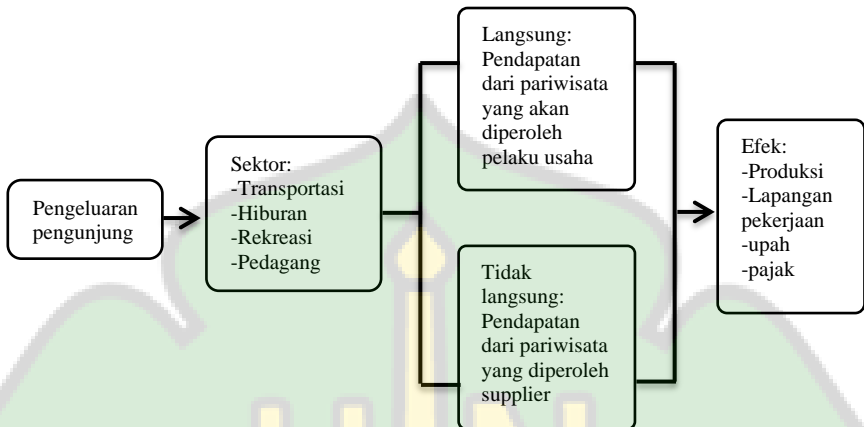 Pengeluaran
pengunjung
Sektor:
-Transportasi
-Hiburan
-Rekreasi
-Pedagang
Langsung:
Pendapatan
dari pariwisata
yang akan
diperoleh
pelaku usaha
Tidak
langsung:
Pendapatan
dari pariwisata
yang diperoleh
supplier
Efek:
-Produksi
-Lapangan
pekerjaan
-upah
-pajak